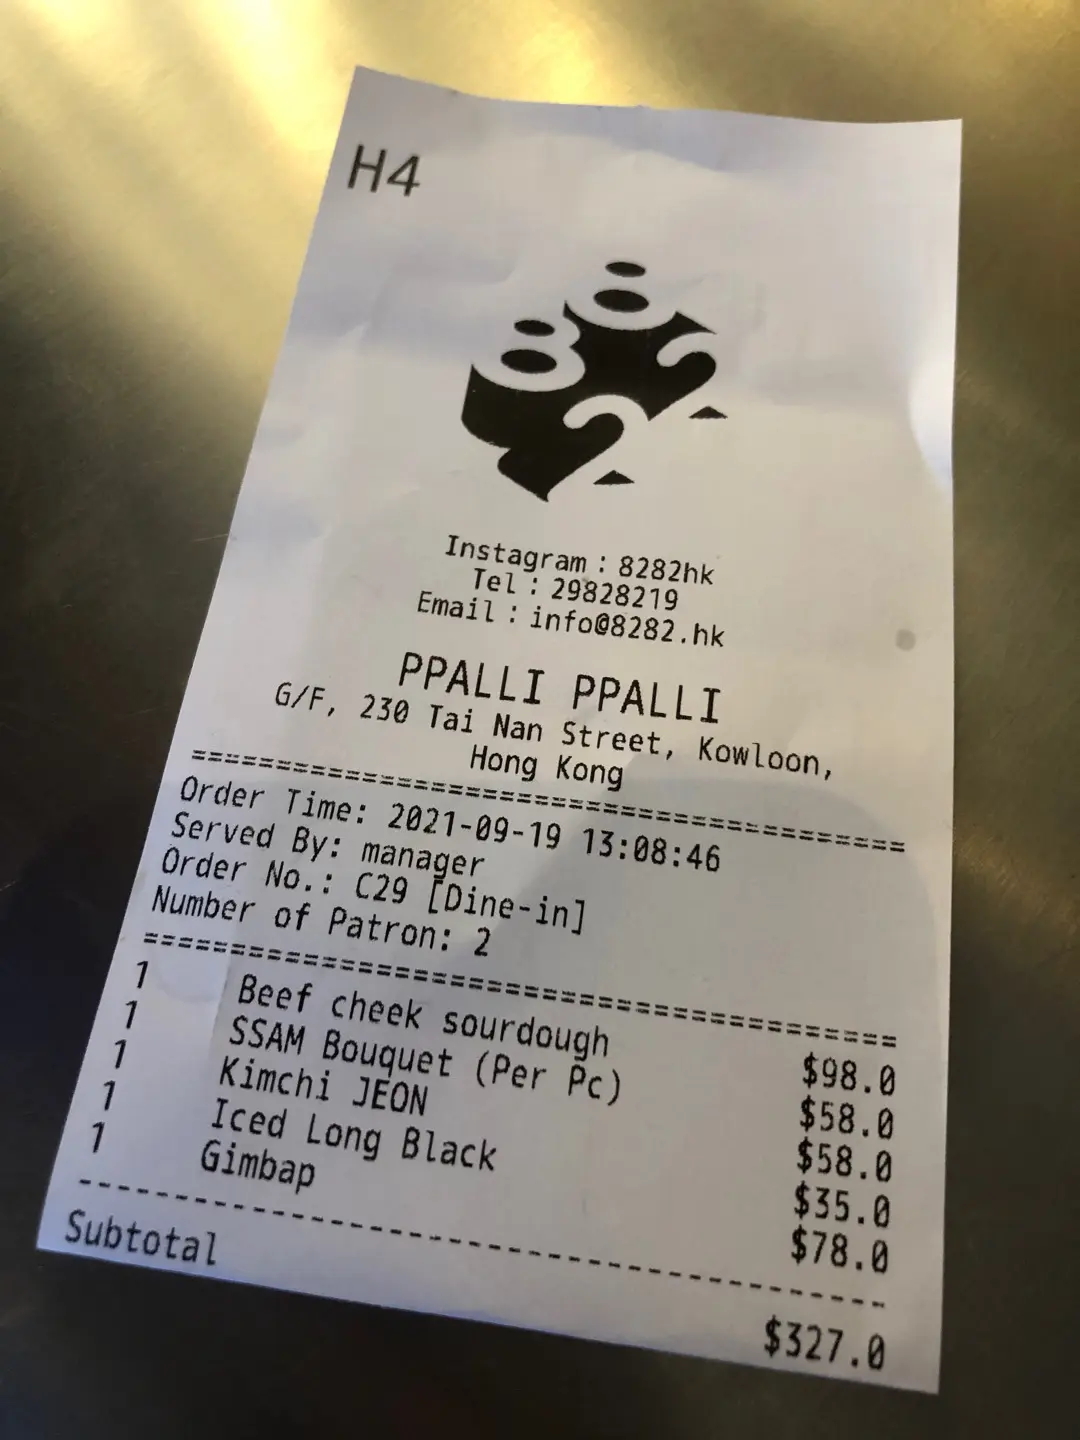 H4
8282
Instagram : 8282hk
Tel : 29828219
Email : info@8282.hk
PPALLI PPALLI
G/F, 230 Tai Nan Street, Kowloon,
Hong Kong
============================================
Order Time: 2021-09-19 13:08:46
Served By: manager
Order No.: C29 [Dine-in]
Number of Patron: 2
============================================
1 Beef cheek sourdough $98.0
1 SSAM Bouquet (Per Pc) $58.0
1 Kimchi JEON $58.0
1 Iced Long Black $35.0
1 Gimbap $78.0
--------------------------------------------
Subtotal $327.0